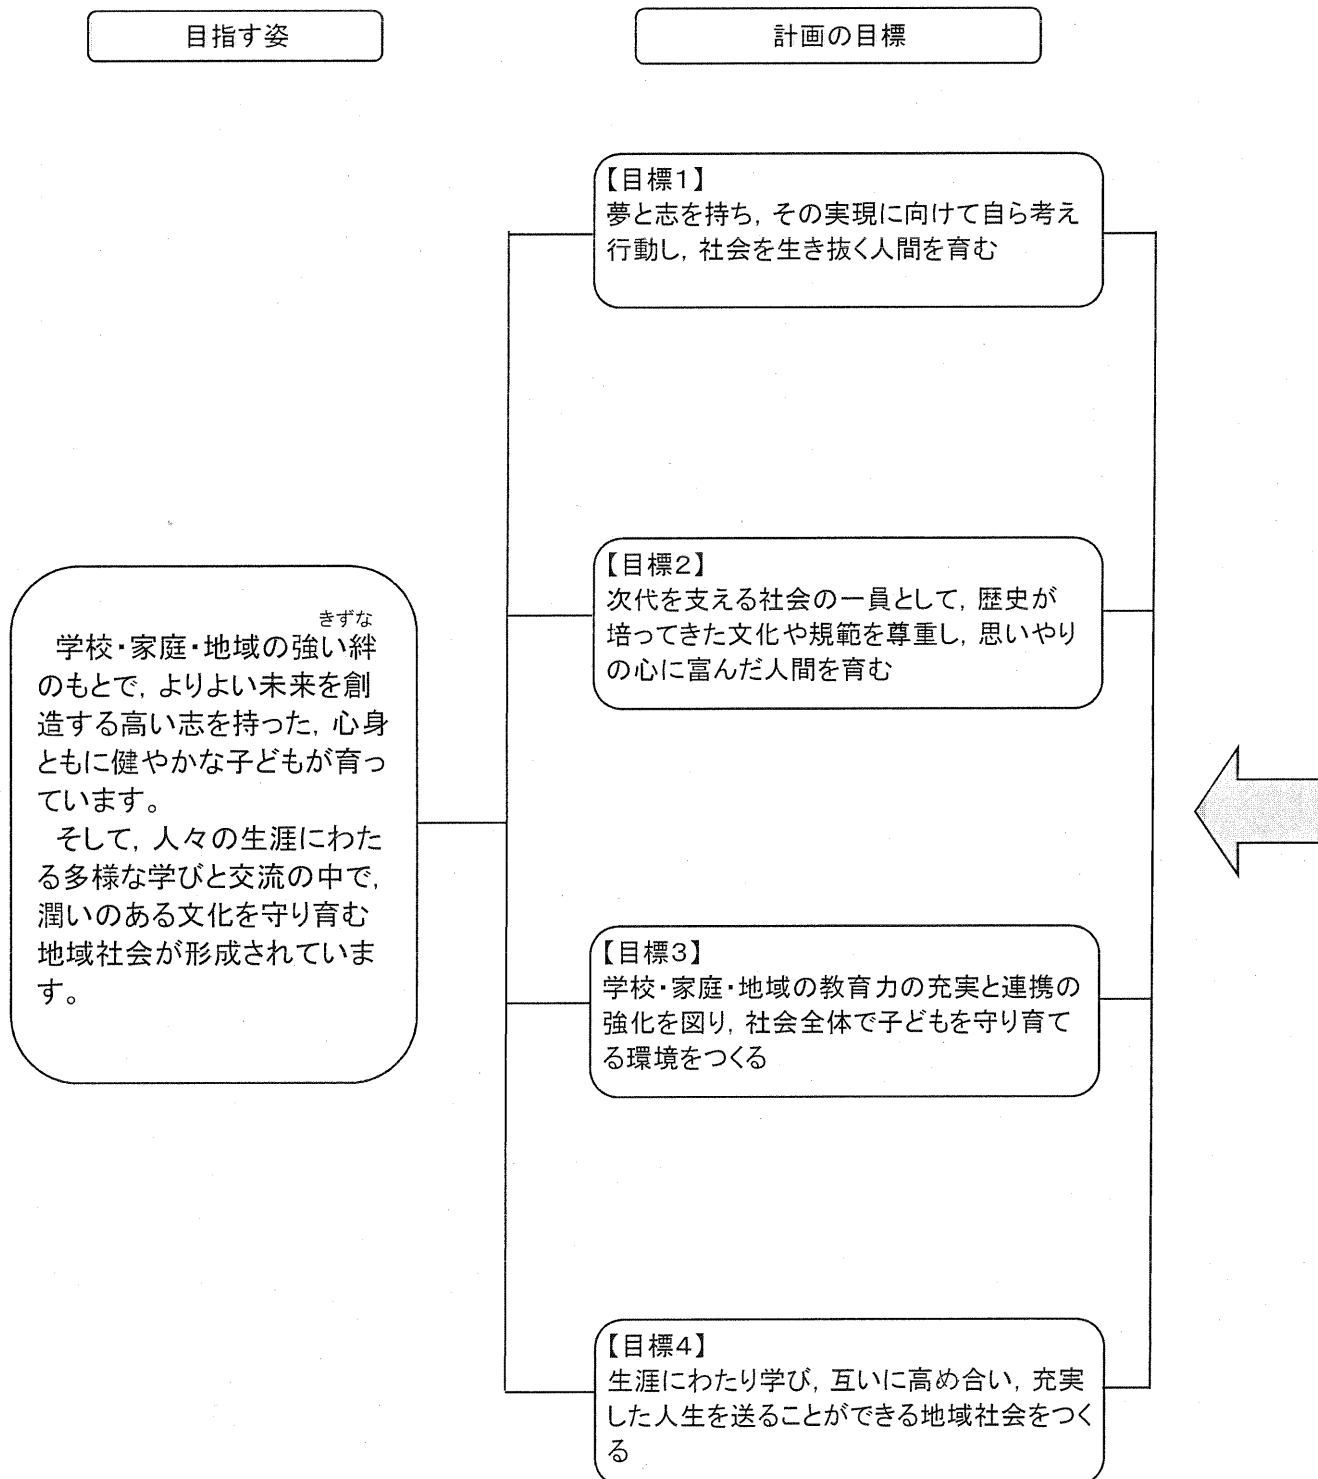 目指す姿
計画の目標
きずな
学校・家庭・地域の強い絆
のもとで，よりよい未来を創
造する高い志を持った，心身
ともに健やかな子どもが育っ
ています。
そして，人々の生涯にわた
る多様な学びと交流の中で，
潤いのある文化を守り育む
地域社会が形成されていま
す。
【目標１】
夢と志を持ち，その実現に向けて自ら考え
行動し，社会を生き抜く人間を育む
【目標２】
次代を支える社会の一員として，歴史が
培ってきた文化や規範を尊重し，思いやり
の心に富んだ人間を育む
【目標３】
学校・家庭・地域の教育力の充実と連携の
強化を図り，社会全体で子どもを守り育て
る環境をつくる
【目標４】
生涯にわたり学び，互いに高め合い，充実
した人生を送ることができる地域社会をつく
る